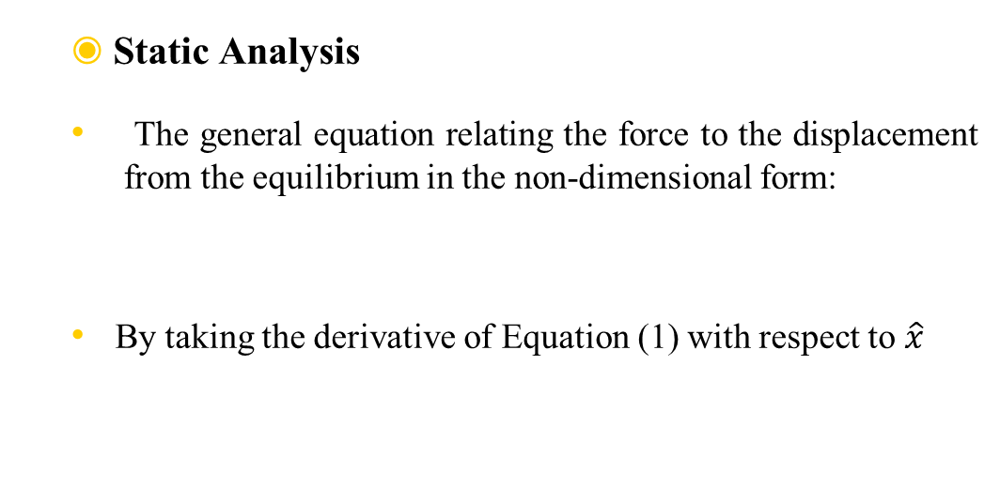 Static Analysis
• The general equation relating the force to the displacement
from the equilibrium in the non-dimensional form:
• By taking the derivative of Equation (1) with respect to x̂